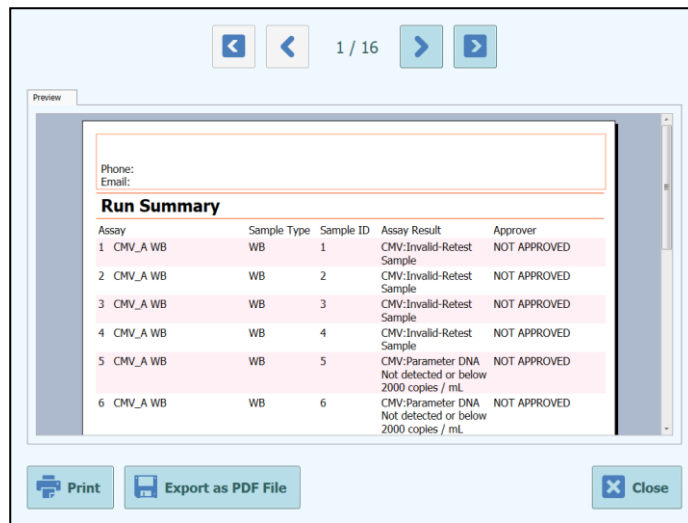 1 / 16
Preview
Phone:
Email:
Run Summary
Assay Sample Type Sample ID Assay Result Approver
1 CMV_A WB WB 1 CMV:Invalid-Retest NOT APPROVED
Sample
2 CMV_A WB WB 2 CMV:Invalid-Retest NOT APPROVED
Sample
3 CMV_A WB WB 3 CMV:Invalid-Retest NOT APPROVED
Sample
4 CMV_A WB WB 4 CMV:Invalid-Retest NOT APPROVED
Sample
5 CMV_A WB WB 5 CMV:Parameter DNA NOT APPROVED
Not detected or below
2000 copies / mL
6 CMV_A WB WB 6 CMV:Parameter DNA NOT APPROVED
Not detected or below
2000 copies / mL
Print Export as PDF File Close